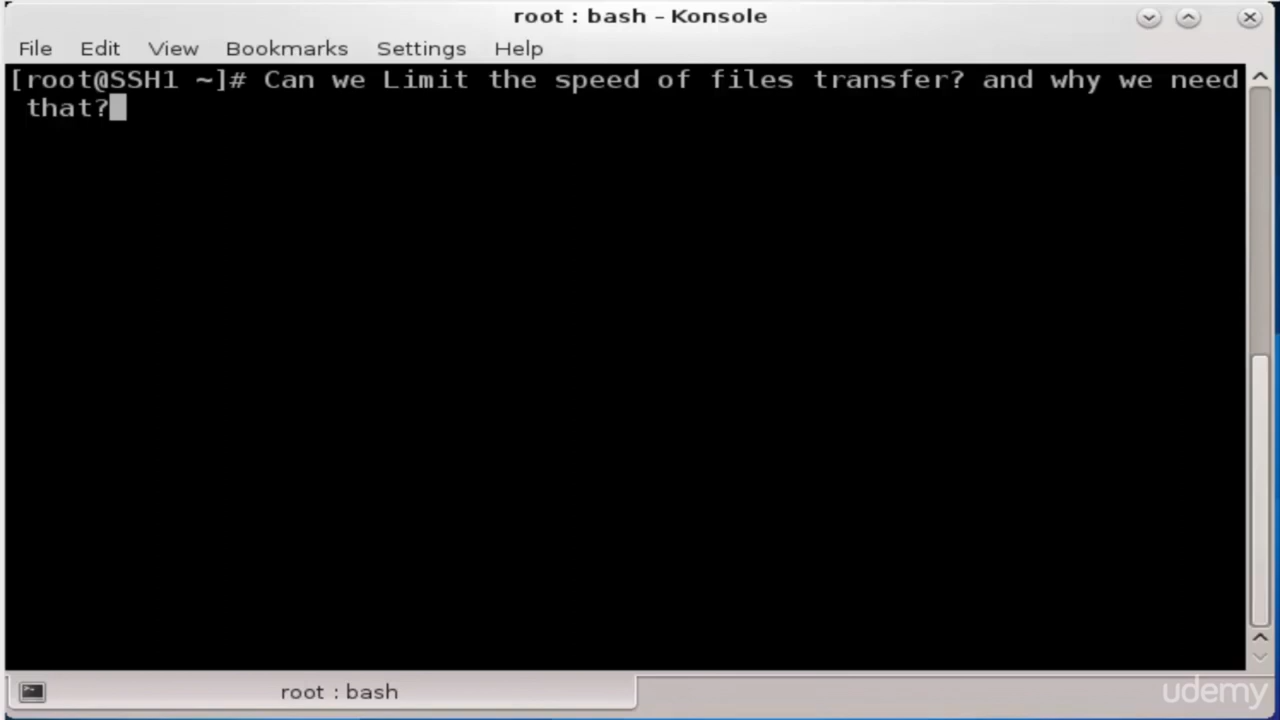 root : bash – Konsole
File Edit View Bookmarks Settings Help
[root@SSH1 ~]# Can we Limit the speed of files transfer? and why we need
that?
root : bash
udemy